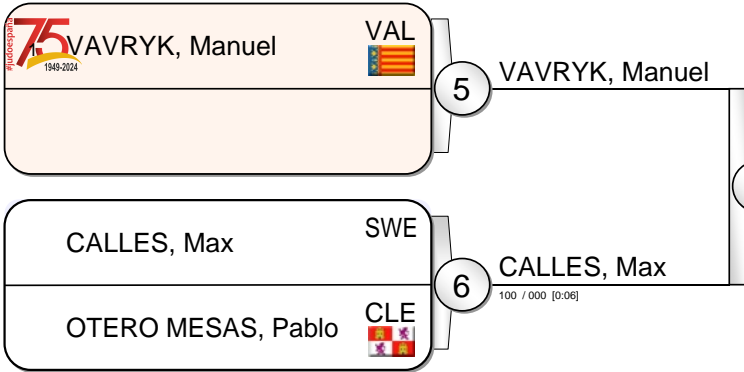 #judoespaña
75
1949-2024
VAVRYK, Manuel
VAL
5
VAVRYK, Manuel
CALLES, Max
SWE
6
CALLES, Max
100 / 000 [0:06]
OTERO MESAS, Pablo
CLE